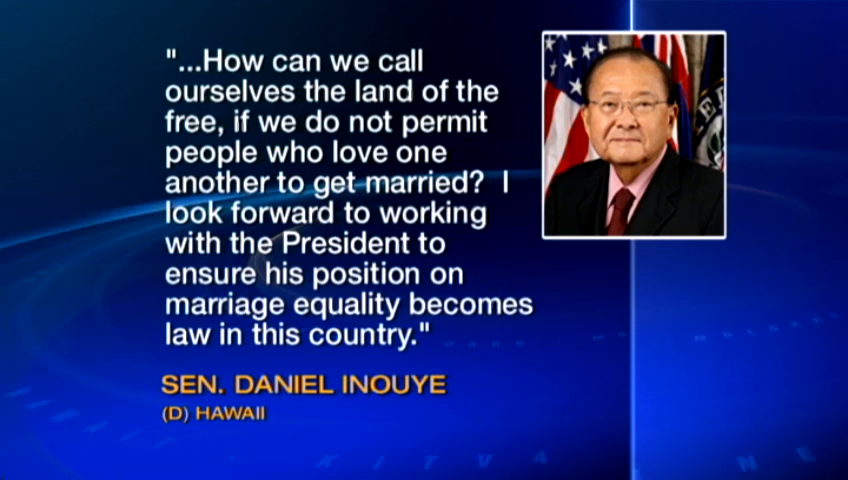 "...How can we call
ourselves the land of the
free, if we do not permit
people who love one
another to get married?  I
look forward to working
with the President to
ensure his position on
marriage equality becomes
law in this country."
SEN. DANIEL INOUYE
(D) HAWAII
KITV4 NE